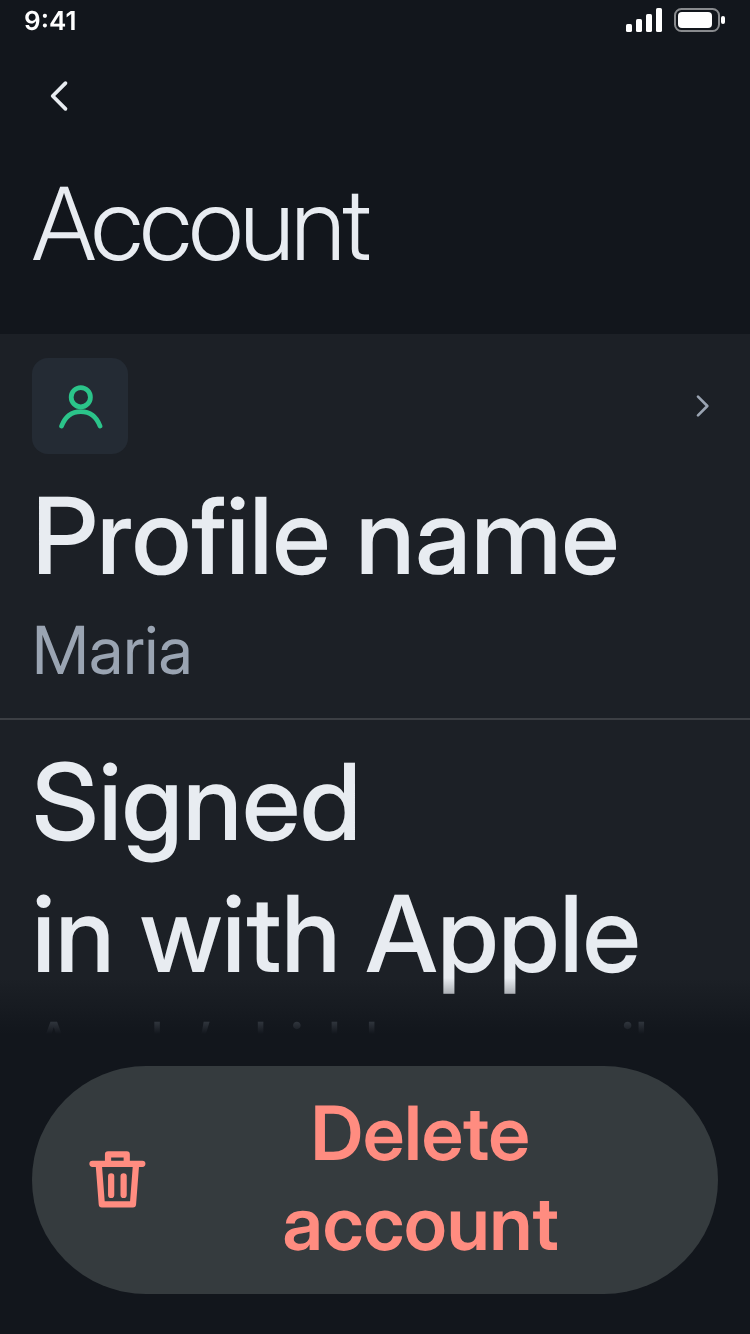 9:41
Account
Profile name
Maria
Signed
in with Apple
Delete
account